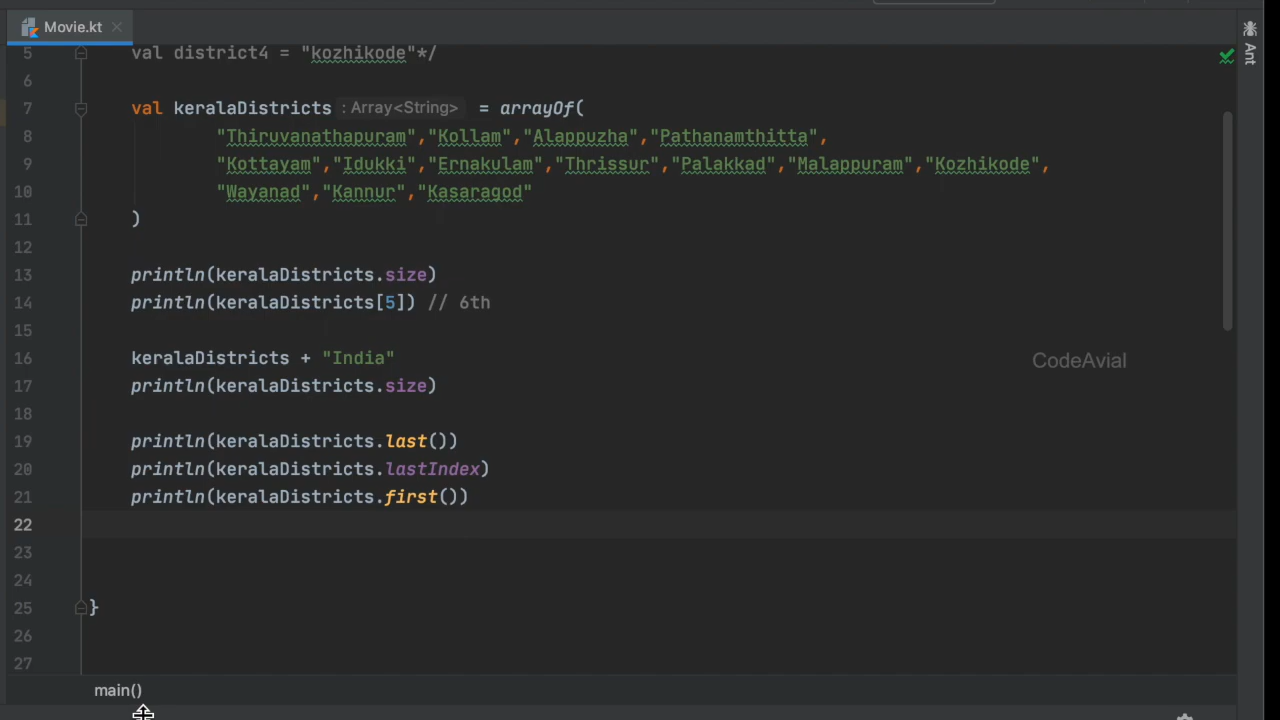 Movie.kt
Ant
5 val district4 = "kozhikode"*/
6
7 val keralaDistricts : Array<String> = arrayOf(
8 "Thiruvanathapuram","Kollam","Alappuzha","Pathanamthitta",
9 "Kottayam","Idukki","Ernakulam","Thrissur","Palakkad","Malappuram","Kozhikode",
10 "Wayanad","Kannur","Kasaragod"
11 )
12
13 println(keralaDistricts.size)
14 println(keralaDistricts[5]) // 6th
15
16 keralaDistricts + "India"
CodeAvial
17 println(keralaDistricts.size)
18
19 println(keralaDistricts.last())
20 println(keralaDistricts.lastIndex)
21 println(keralaDistricts.first())
22
23
24
25 }
26
27
main()